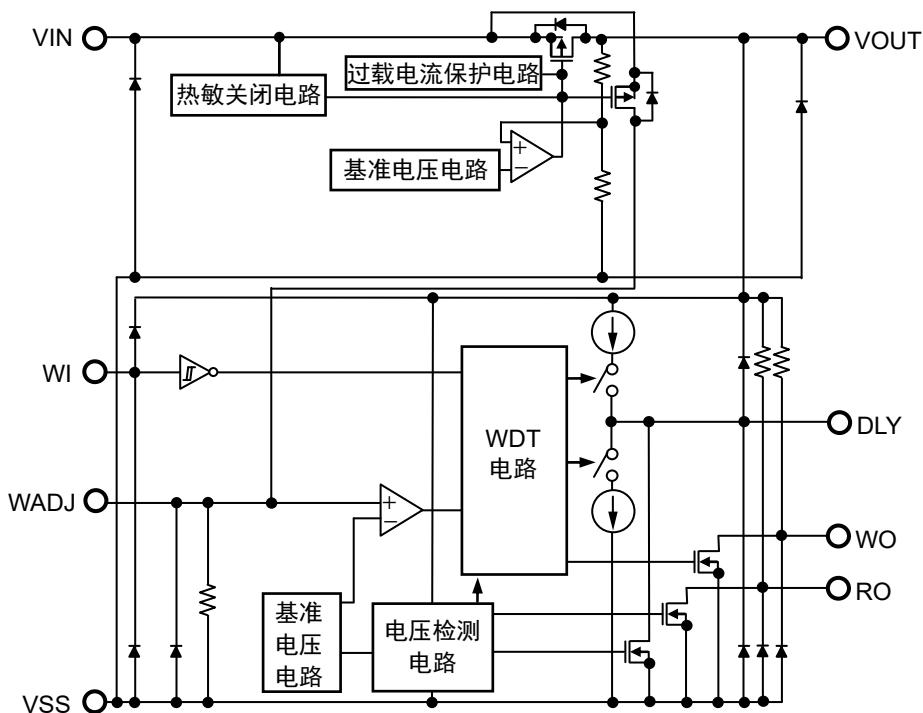 VIN
VOUT
过载电流保护电路
热敏关闭电路
+
−
基准电压电路
WI
WDT
电路
DLY
WADJ
+
−
WO
RO
基准
电压
电路
电压检测
电路
VSS